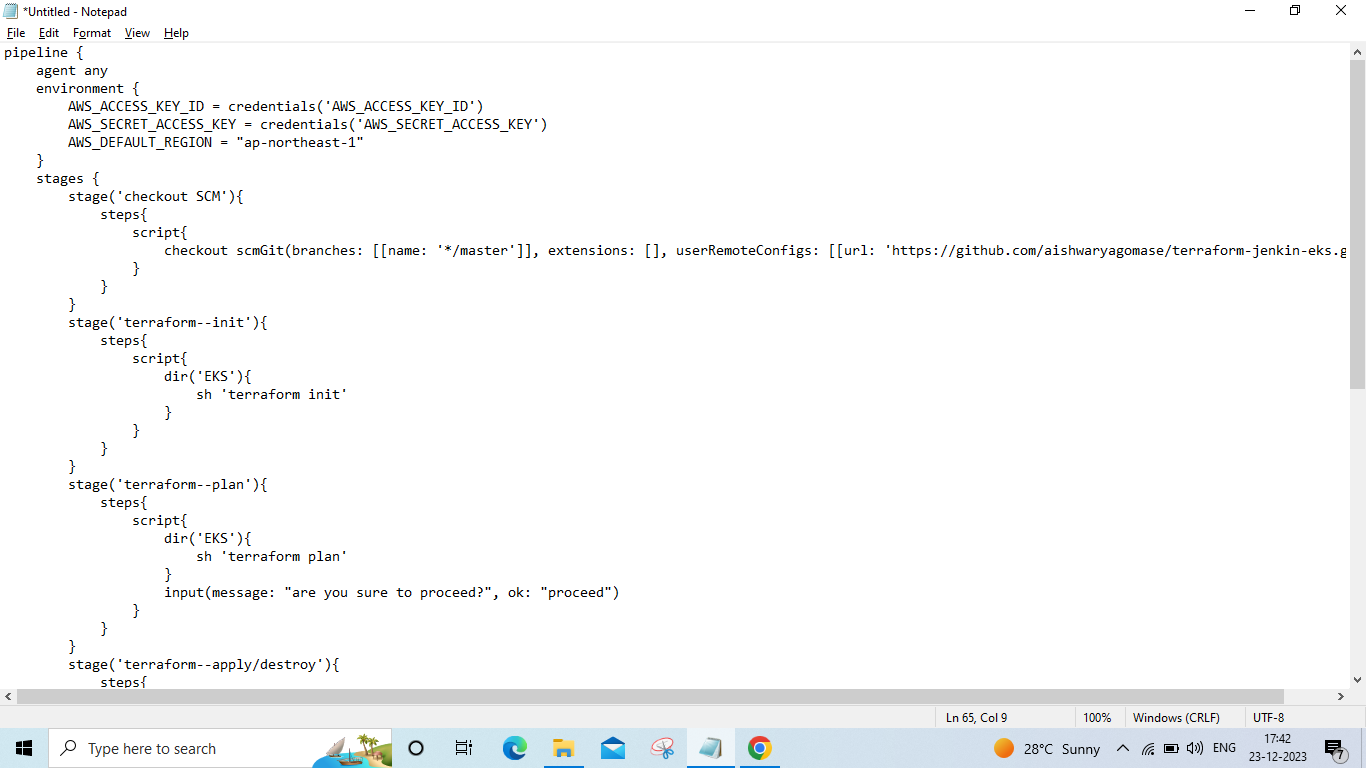 *Untitled - Notepad
File Edit Format View Help
pipeline {
    agent any
    environment {
        AWS_ACCESS_KEY_ID = credentials('AWS_ACCESS_KEY_ID')
        AWS_SECRET_ACCESS_KEY = credentials('AWS_SECRET_ACCESS_KEY')
        AWS_DEFAULT_REGION = "ap-northeast-1"
    }
    stages {
        stage('checkout SCM'){
            steps{
                script{
                    checkout scmGit(branches: [[name: '*/master']], extensions: [], userRemoteConfigs: [[url: 'https://github.com/aishwaryagomase/terraform-jenkin-eks.g
                }
            }
        }
        stage('terraform--init'){
            steps{
                script{
                    dir('EKS'){
                        sh 'terraform init'
                    }
                }
            }
        }
        stage('terraform--plan'){
            steps{
                script{
                    dir('EKS'){
                        sh 'terraform plan'
                    }
                    input(message: "are you sure to proceed?", ok: "proceed")
                }
            }
        }
        stage('terraform--apply/destroy'){
            steps{
Ln 65, Col 9 100% Windows (CRLF) UTF-8
Type here to search
28°C Sunny
ENG
17:42
23-12-2023
7